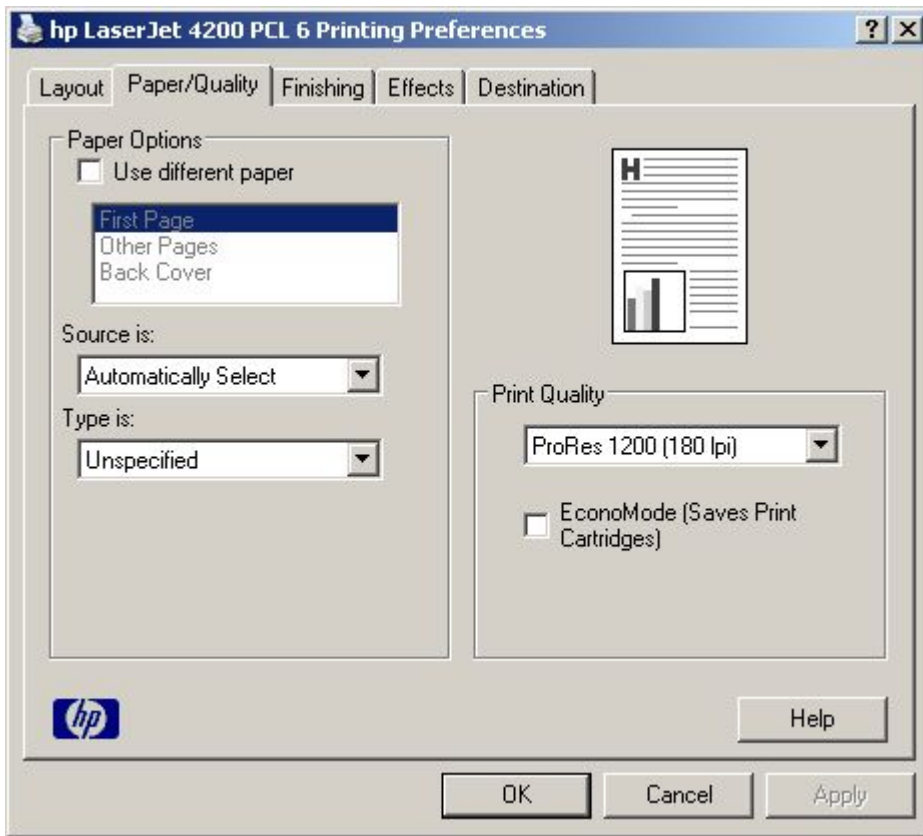 hp LaserJet 4200 PCL 6 Printing Preferences
Layout
Paper/Quality
Finishing
Effects
Destination
Paper Options
Use different paper
First Page
Other Pages
Back Cover
Source is:
Automatically Select
Type is:
Unspecified
H
Print Quality
ProRes 1200 (180 lpi)
EconoMode (Saves Print
Cartridges)
hp
Help
OK
Cancel
Apply